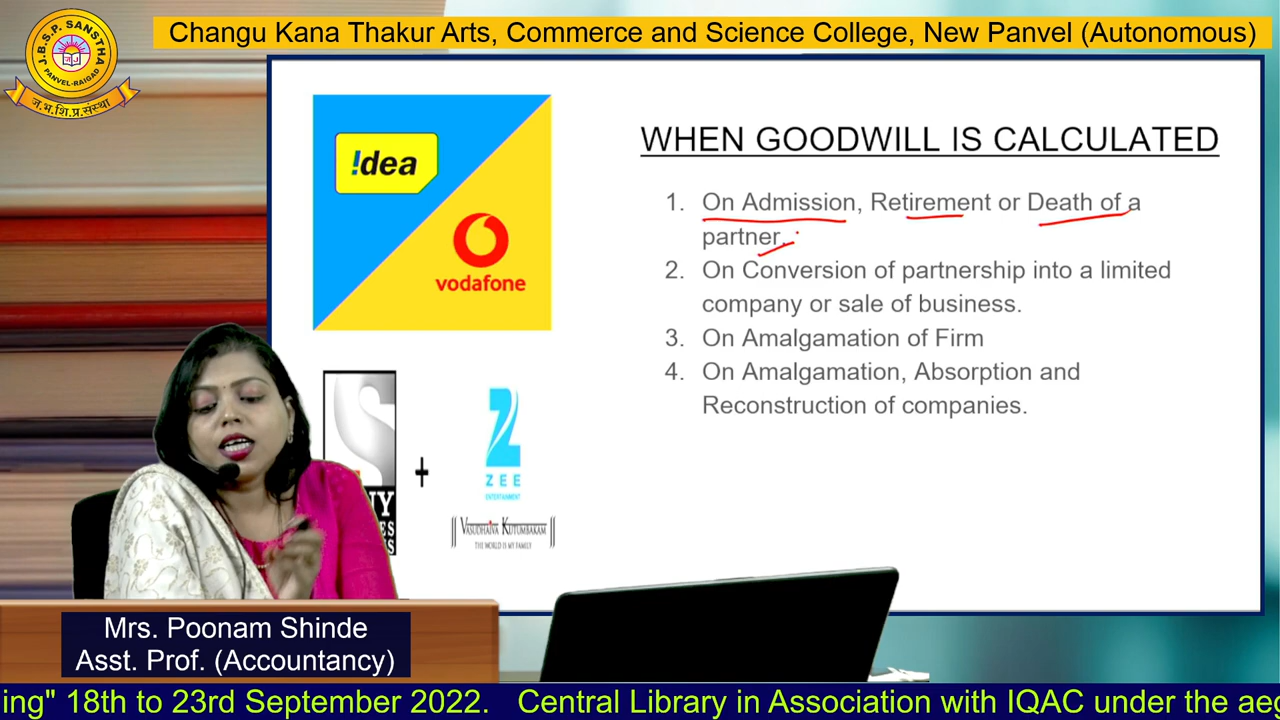 Changu Kana Thakur Arts, Commerce and Science College, New Panvel (Autonomous)
J.B.S.P. SANSTHA
PANVEL-RAIGAD
ज.भ.शि.प्र.संस्था
!dea
vodafone
WHEN GOODWILL IS CALCULATED
1. On Admission, Retirement or Death of a
partner.
2. On Conversion of partnership into a limited
company or sale of business.
3. On Amalgamation of Firm
4. On Amalgamation, Absorption and
Reconstruction of companies.
+
Z E E
ENTERTAINMENT
VASUDHAIVA KUTUMBAKAM
THE WORLD IS MY FAMILY
Mrs. Poonam Shinde
Asst. Prof. (Accountancy)
ing" 18th to 23rd September 2022. Central Library in Association with IQAC under the aeg